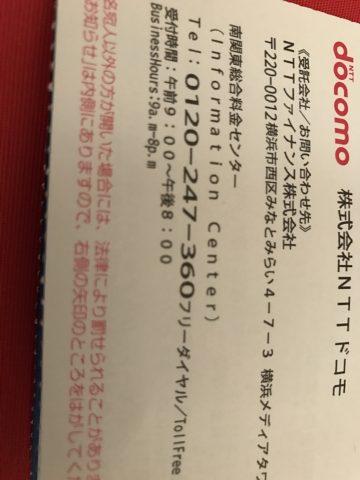 NTT
docomo 株式会社NTTドコモ
《受託会社/お問い合わせ先》
NTTファイナンス株式会社
〒220-0012横浜市西区みなとみらい4-7-3 横浜メディアタワ
南関東総合料金センター
(Information Center)
Tel:0120-247-360フリーダイヤル/TollFree
受付時間:午前9:00~午後8:00
BusinessHours:9a.m-8p.m
名宛人以外の方が開いた場合には、法律により罰せられることがありま
お知らせ」は内側にありますので、右側の矢印のところをはがしてくだ